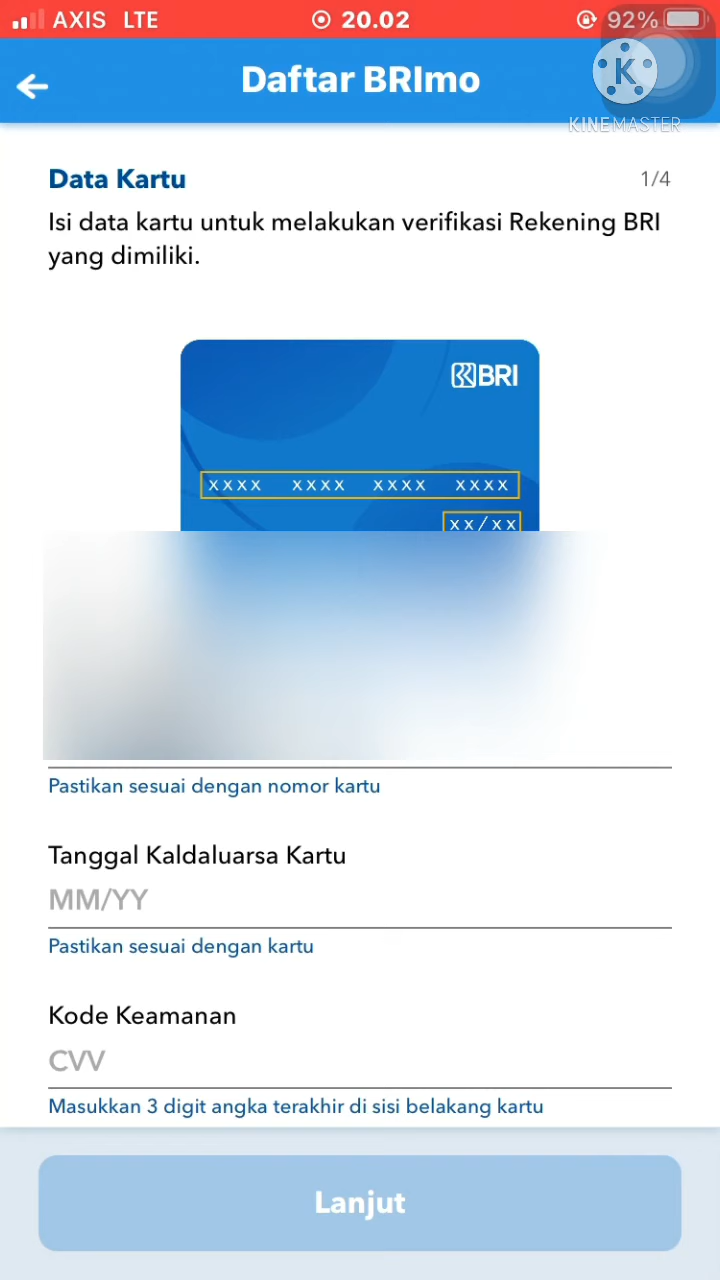 AXIS LTE 20.02 92%
Daftar BRImo
K
KINEMASTER
Data Kartu 1/4
Isi data kartu untuk melakukan verifikasi Rekening BRI
yang dimiliki.
BRI
XXXX XXXX XXXX XXXX
XX/XX
Pastikan sesuai dengan nomor kartu
Tanggal Kaldaluarsa Kartu
MM/YY
Pastikan sesuai dengan kartu
Kode Keamanan
CVV
Masukkan 3 digit angka terakhir di sisi belakang kartu
Lanjut